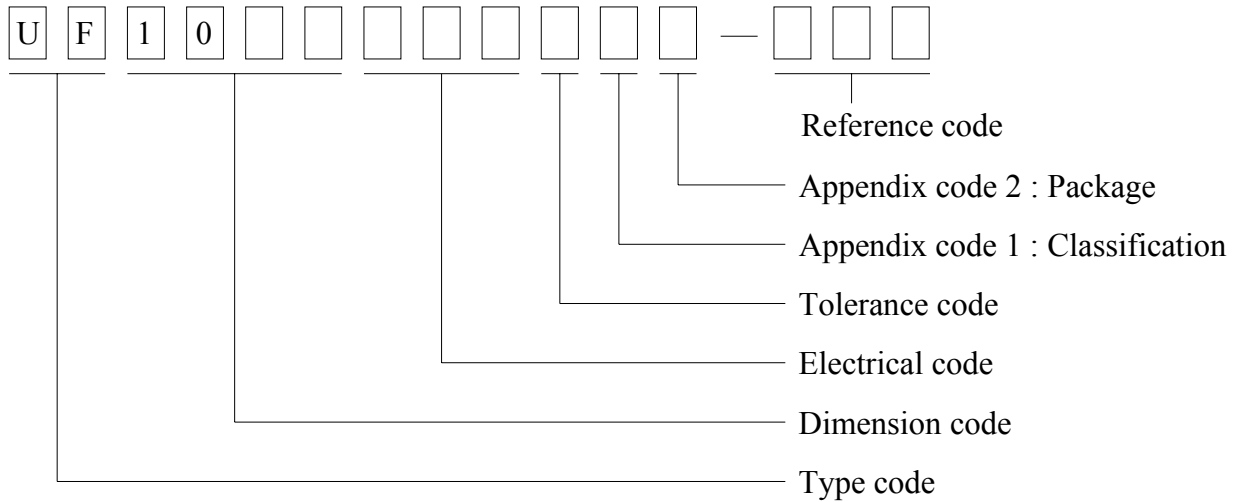 U F 1 0 —
Reference code
Appendix code 2 : Package
Appendix code 1 : Classification
Tolerance code
Electrical code
Dimension code
Type code